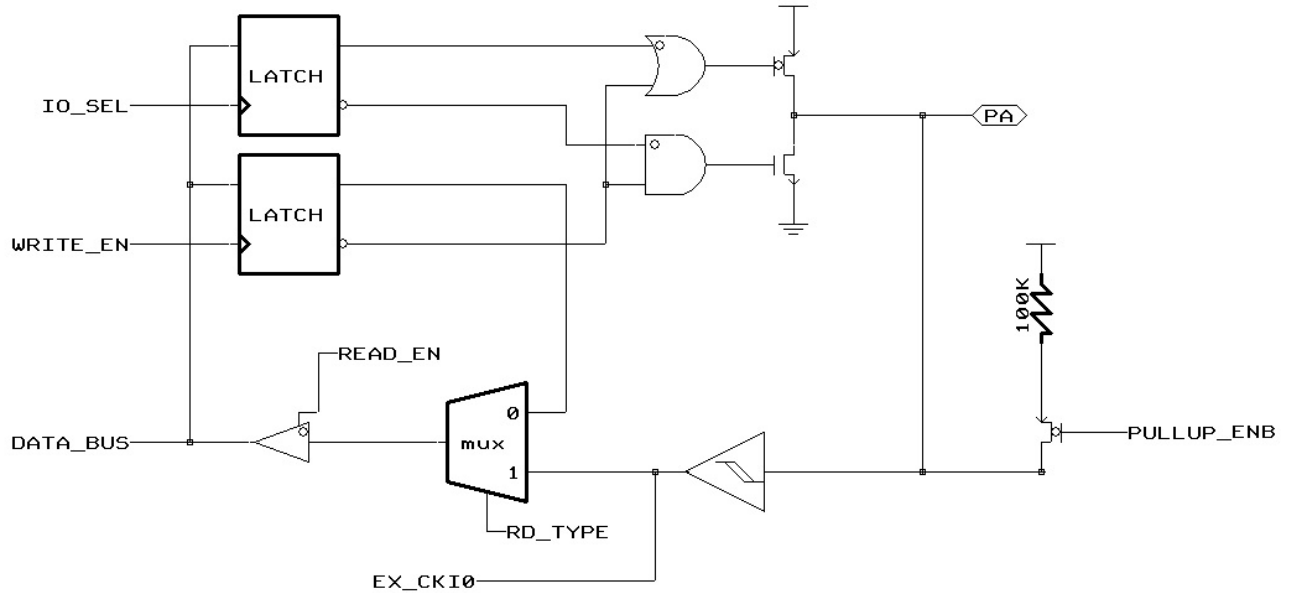 LATCH
IO_SEL
PA
LATCH
WRITE_EN
100K
READ_EN
0
DATA_BUS
mux
PULLUP_ENB
1
RD_TYPE
EX_CKI0